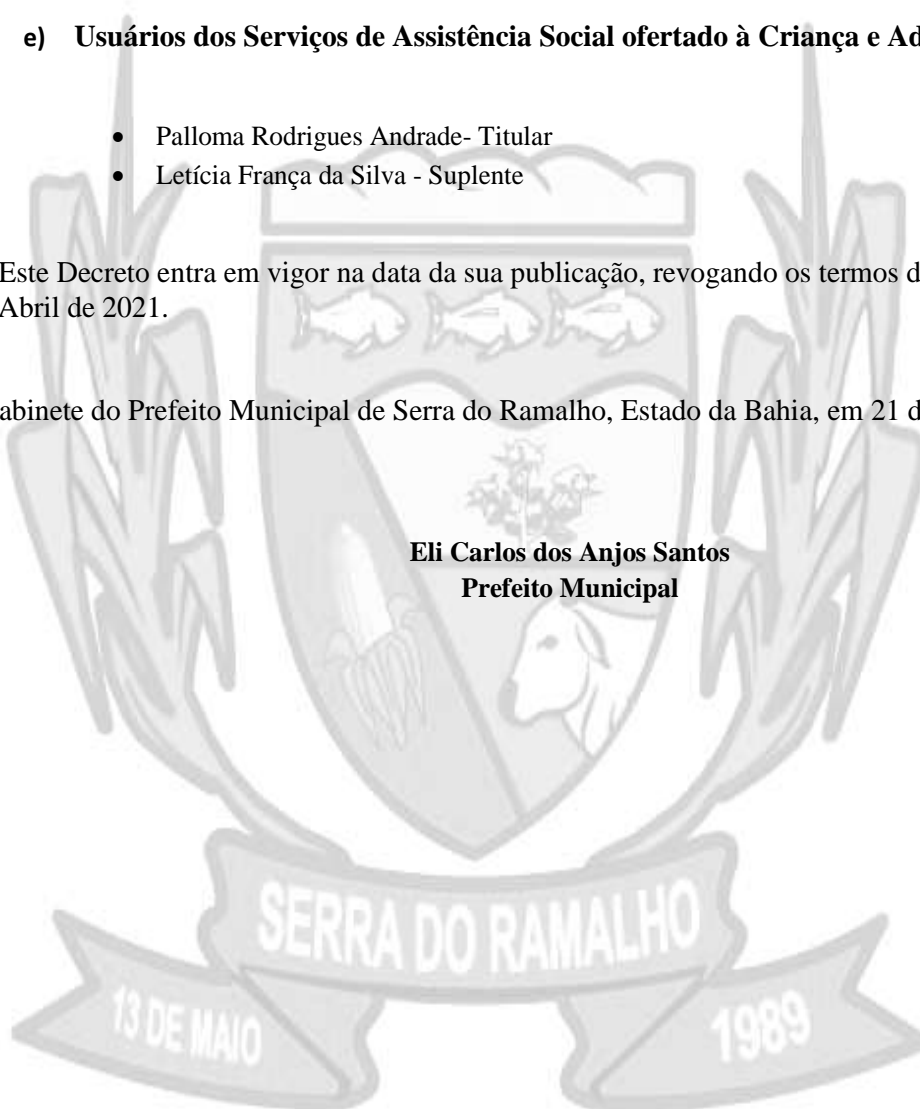 e) Usuários dos Serviços de Assistência Social ofertado à Criança e Ad
• Palloma Rodrigues Andrade- Titular
• Letícia França da Silva - Suplente
Este Decreto entra em vigor na data da sua publicação, revogando os termos d
Abril de 2021.
abinete do Prefeito Municipal de Serra do Ramalho, Estado da Bahia, em 21 d
Eli Carlos dos Anjos Santos
Prefeito Municipal
SERRA DO RAMALHO
13 DE MAIO
1989